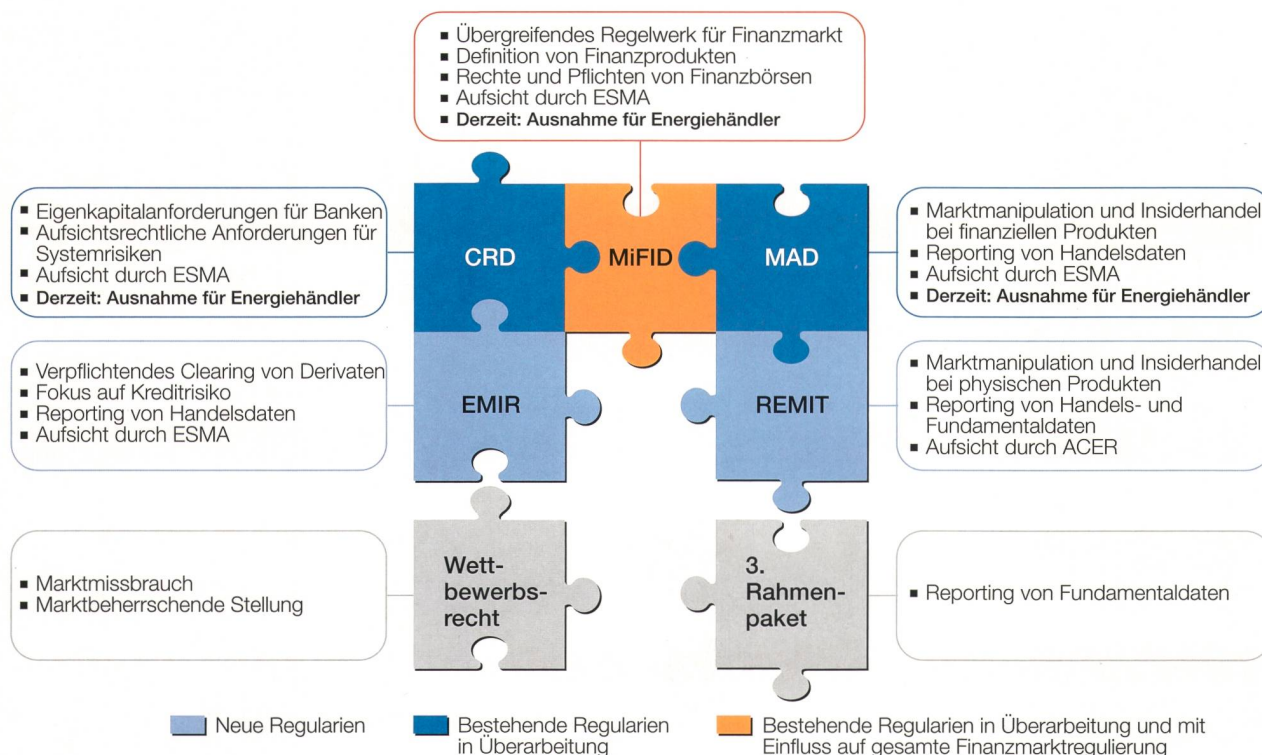 ▪ Übergreifendes Regelwerk für Finanzmarkt
▪ Definition von Finanzprodukten
▪ Rechte und Pflichten von Finanzbörsen
▪ Aufsicht durch ESMA
▪ Derzeit: Ausnahme für Energiehändler
▪ Eigenkapitalanforderungen für Banken
▪ Aufsichtsrechtliche Anforderungen für
Systemrisiken
▪ Aufsicht durch ESMA
▪ Derzeit: Ausnahme für Energiehändler
CRD
MiFID
MAD
▪ Marktmanipulation und Insiderhandel
bei finanziellen Produkten
▪ Reporting von Handelsdaten
▪ Aufsicht durch ESMA
▪ Derzeit: Ausnahme für Energiehändler
▪ Verpflichtendes Clearing von Derivaten
▪ Fokus auf Kreditrisiko
▪ Reporting von Handelsdaten
▪ Aufsicht durch ESMA
EMIR
REMIT
▪ Marktmanipulation und Insiderhandel
bei physischen Produkten
▪ Reporting von Handels- und
Fundamentaldaten
▪ Aufsicht durch ACER
▪ Marktmissbrauch
▪ Marktbeherrschende Stellung
Wett-
bewerbs-
recht
3.
Rahmen-
paket
▪ Reporting von Fundamentaldaten
Neue Regularien
Bestehende Regularien
in Überarbeitung
Bestehende Regularien in Überarbeitung und mit
Einfluss auf gesamte Finanzmarktregulierung